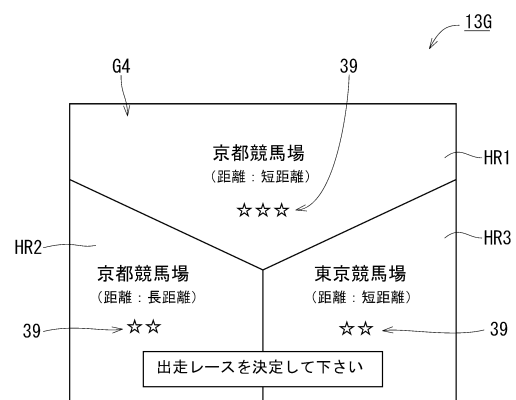 13G
G4
39
京都競馬場
(距離：短距離)
☆☆☆
HR1
HR2
HR3
京都競馬場
(距離：長距離)
☆☆
39
東京競馬場
(距離：短距離)
☆☆
39
出走レースを決定して下さい